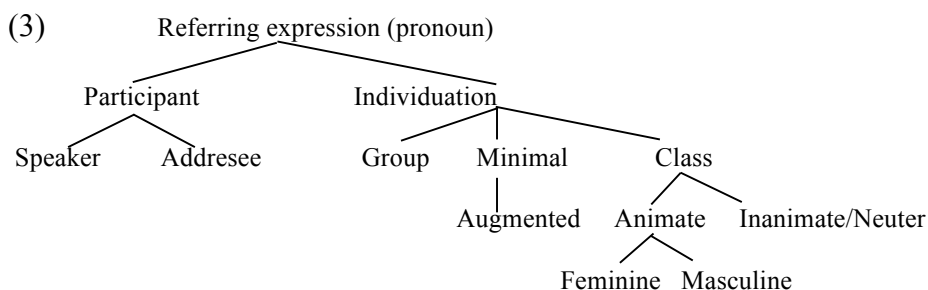 (3) Referring expression (pronoun)
Participant Individuation
Speaker Addresee Group Minimal Class
Augmented Animate Inanimate/Neuter
Feminine Masculine